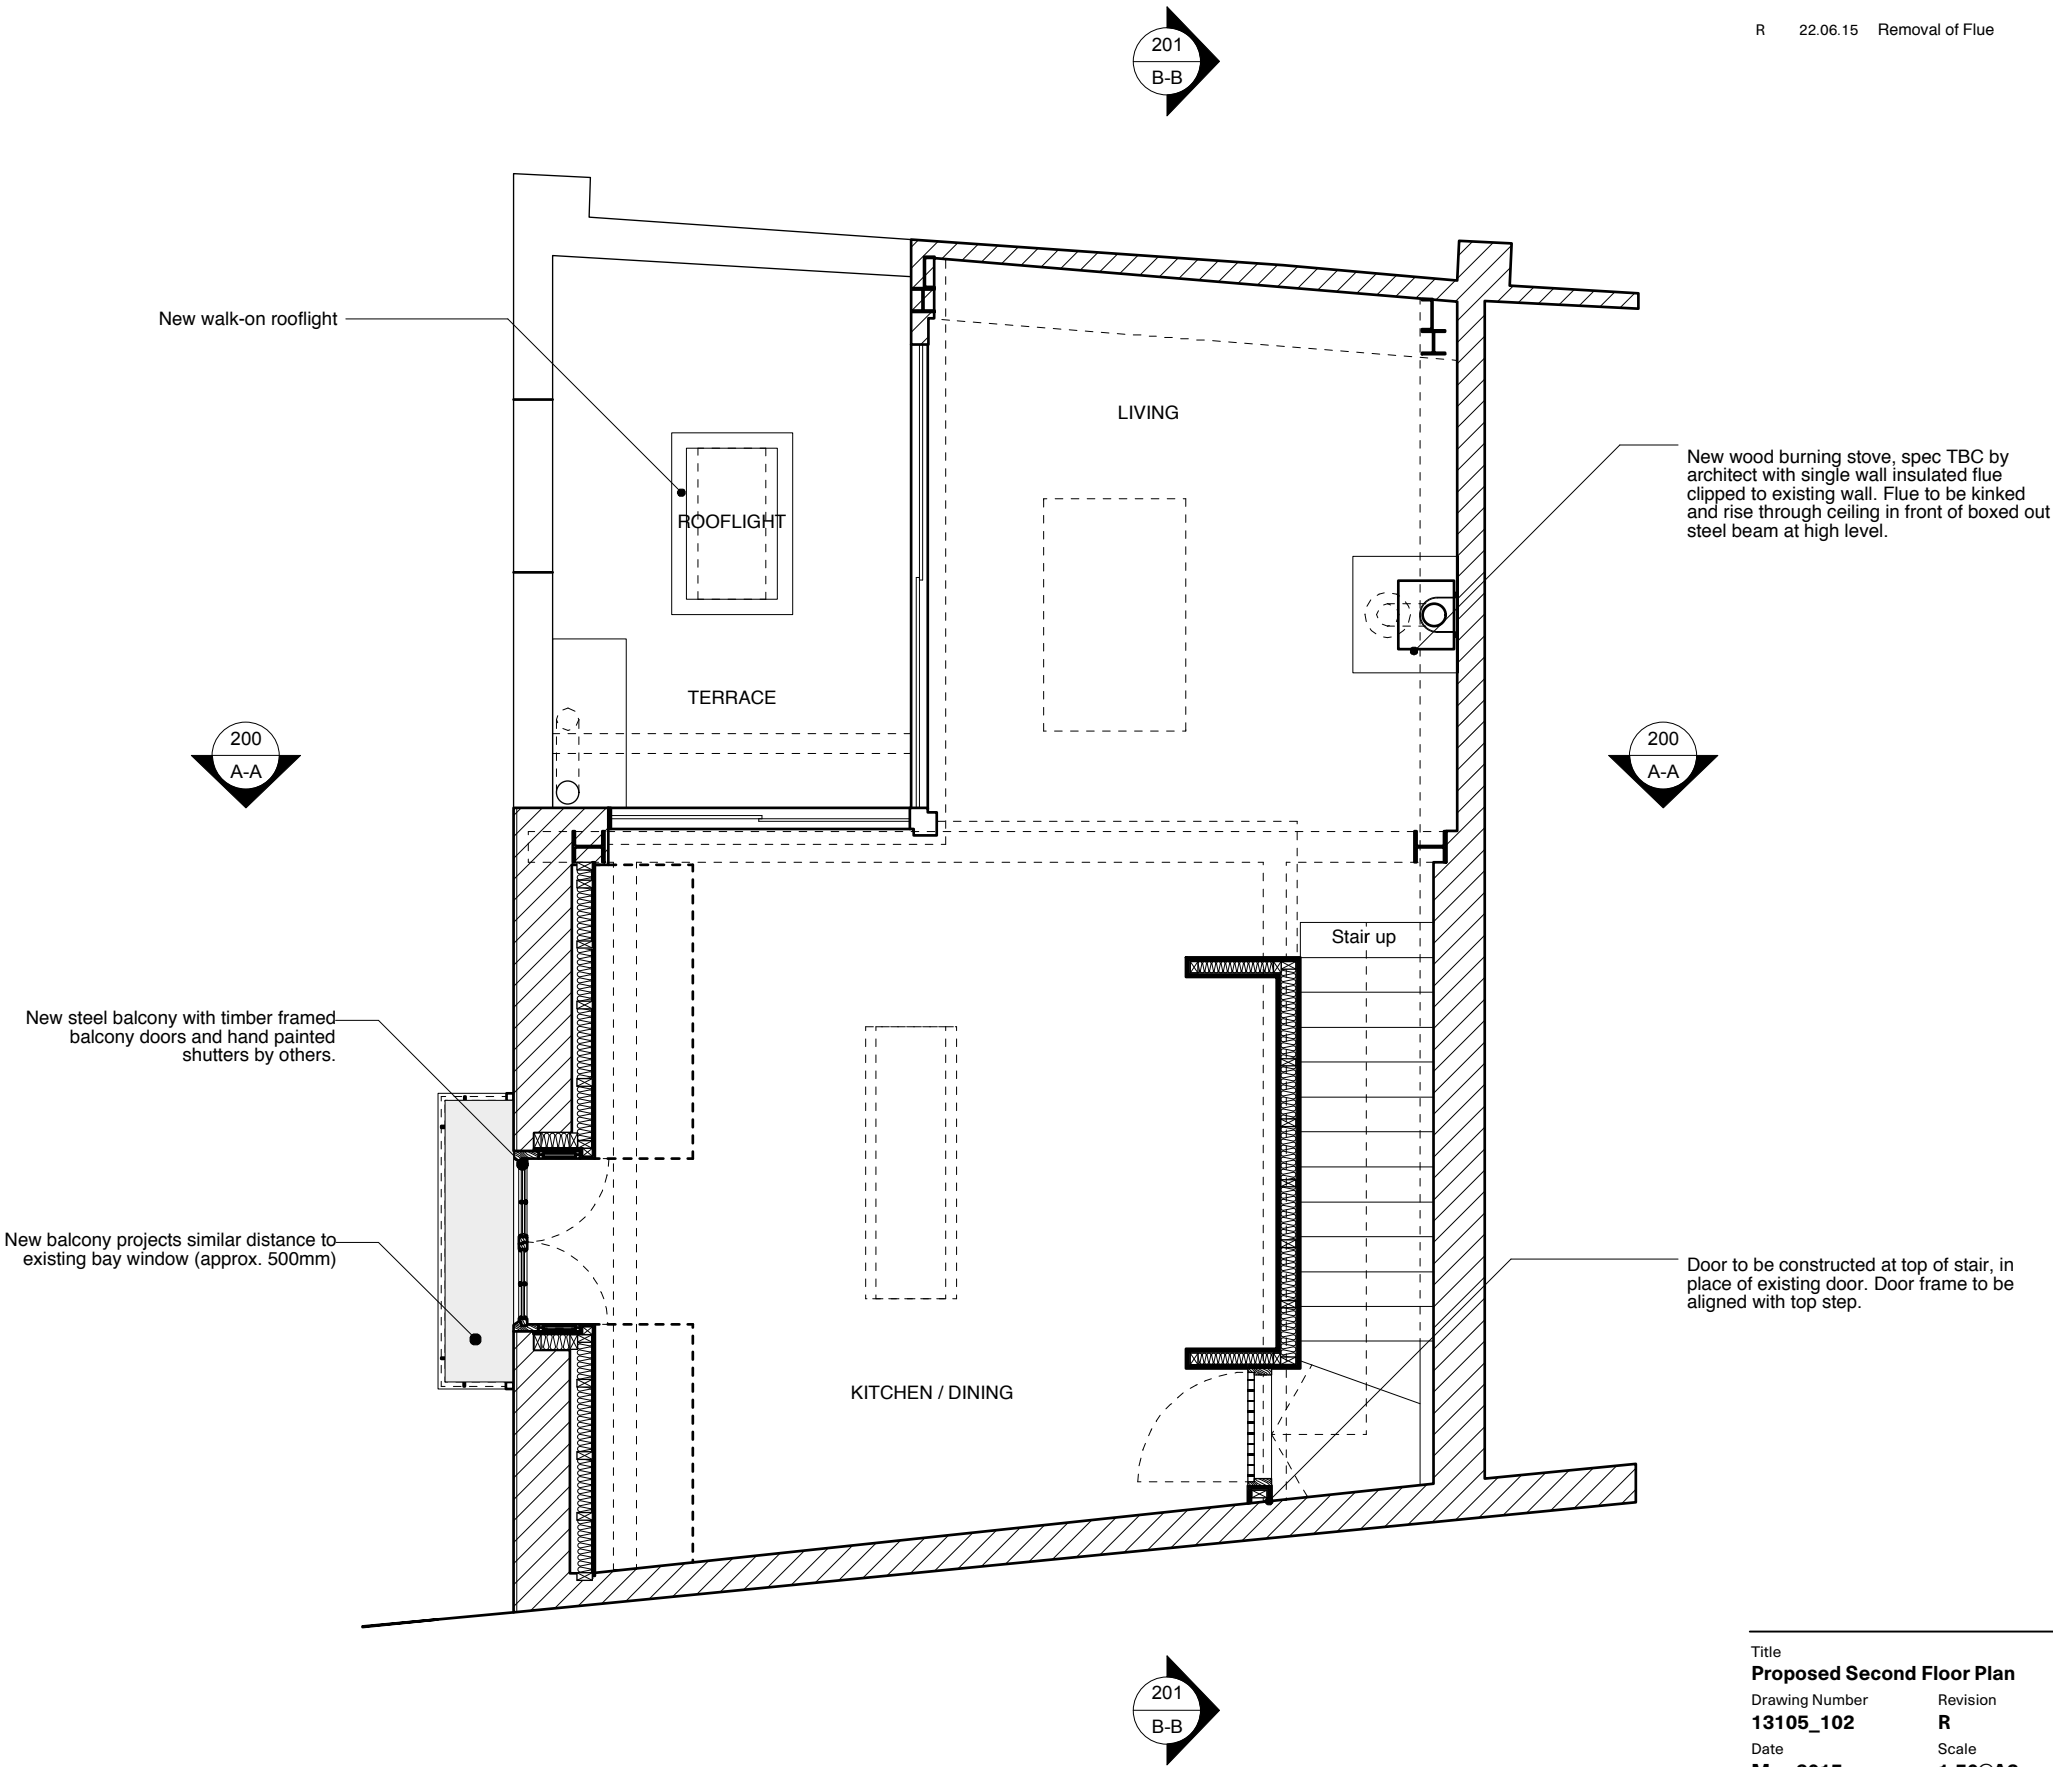 R 22.06.15 Removal of Flue
201
B-B
New walk-on rooflight
LIVING
ROOFLIGHT
New wood burning stove, spec TBC by
architect with single wall insulated flue
clipped to existing wall. Flue to be kinked
and rise through ceiling in front of boxed out
steel beam at high level.
TERRACE
200
A-A
200
A-A
Stair up
New steel balcony with timber framed
balcony doors and hand painted
shutters by others.
New balcony projects similar distance to
existing bay window (approx. 500mm)
Door to be constructed at top of stair, in
place of existing door. Door frame to be
aligned with top step.
KITCHEN / DINING
201
B-B
Title
Proposed Second Floor Plan
Drawing Number Revision
13105_102 R
Date Scale